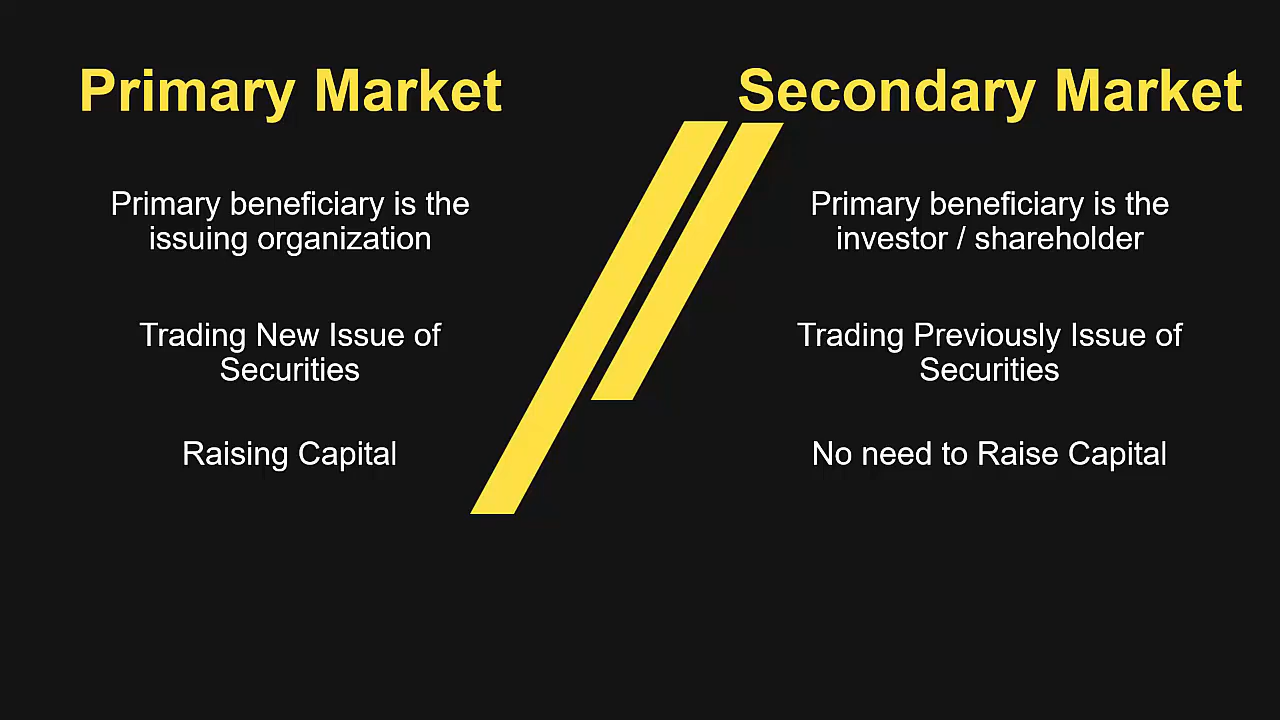 Primary Market
Primary beneficiary is the
issuing organization
Trading New Issue of
Securities
Raising Capital
Secondary Market
Primary beneficiary is the
investor / shareholder
Trading Previously Issue of
Securities
No need to Raise Capital